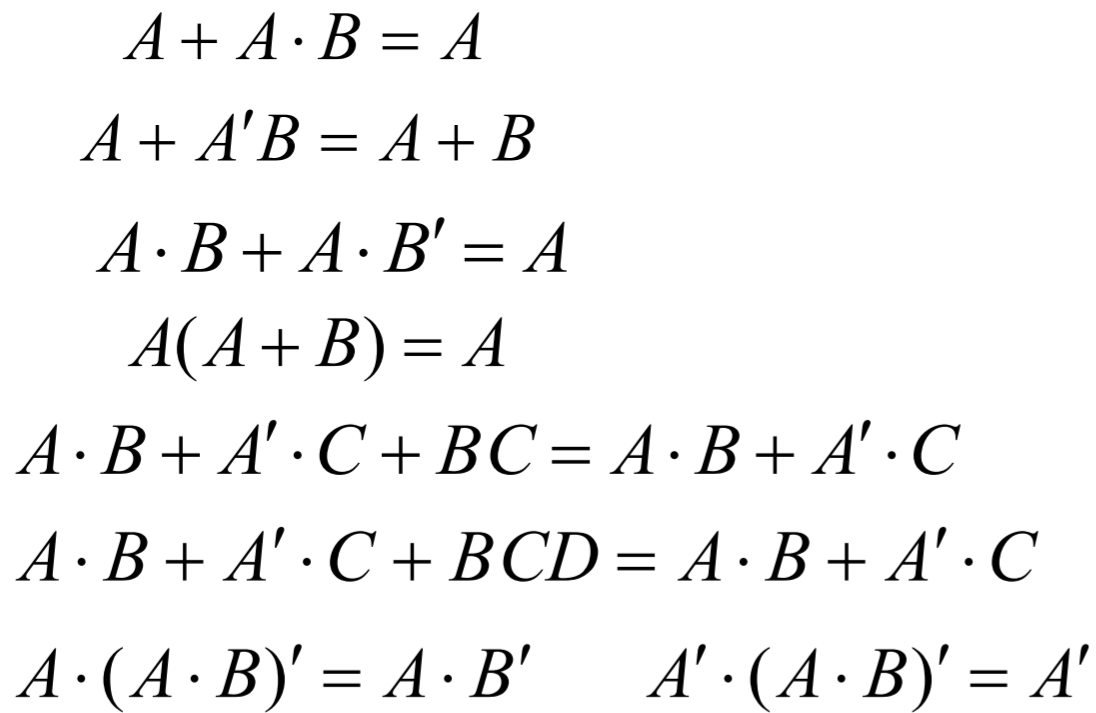 A + A · B = A
A + A′B = A + B
A · B + A · B′ = A
A(A + B) = A
A · B + A′ · C + BC = A · B + A′ · C
A · B + A′ · C + BCD = A · B + A′ · C
A · (A · B)′ = A · B′ A′ · (A · B)′ = A′